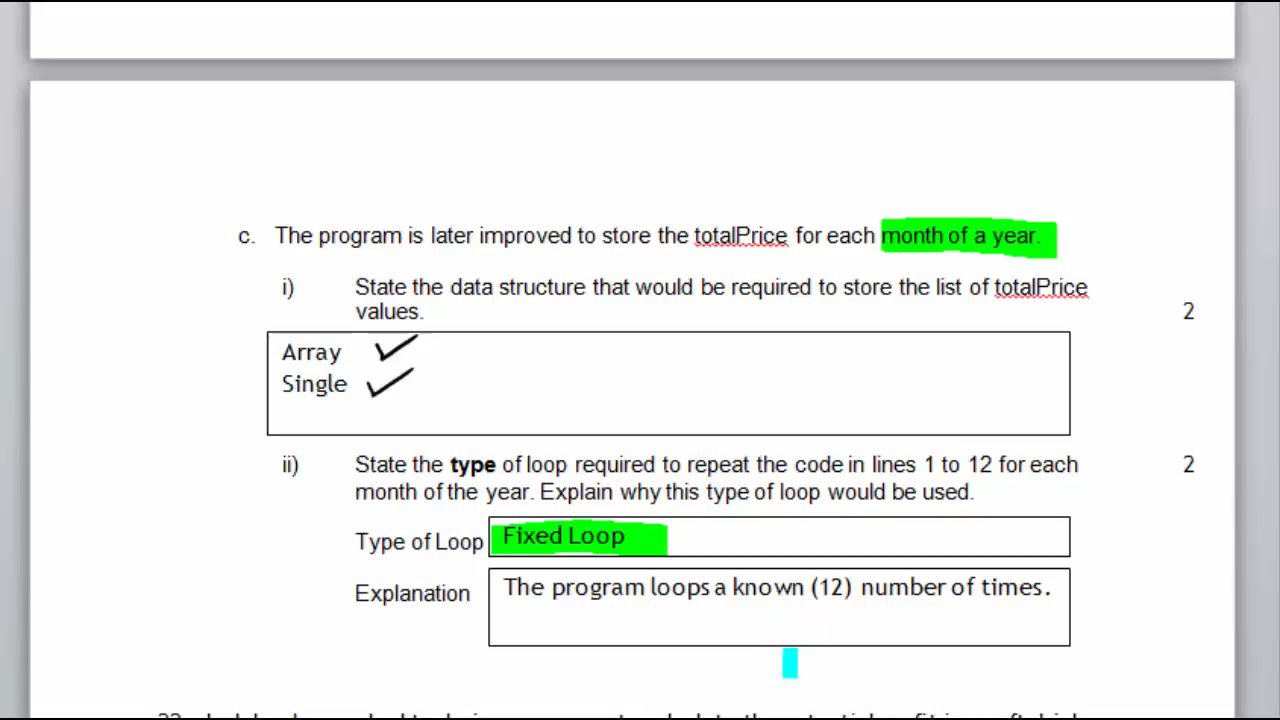 c. The program is later improved to store the totalPrice for each month of a year.
i) State the data structure that would be required to store the list of totalPrice
values. 2
Array
Single
ii) State the type of loop required to repeat the code in lines 1 to 12 for each 2
month of the year. Explain why this type of loop would be used.
Type of Loop Fixed Loop
Explanation The program loops a known (12) number of times.